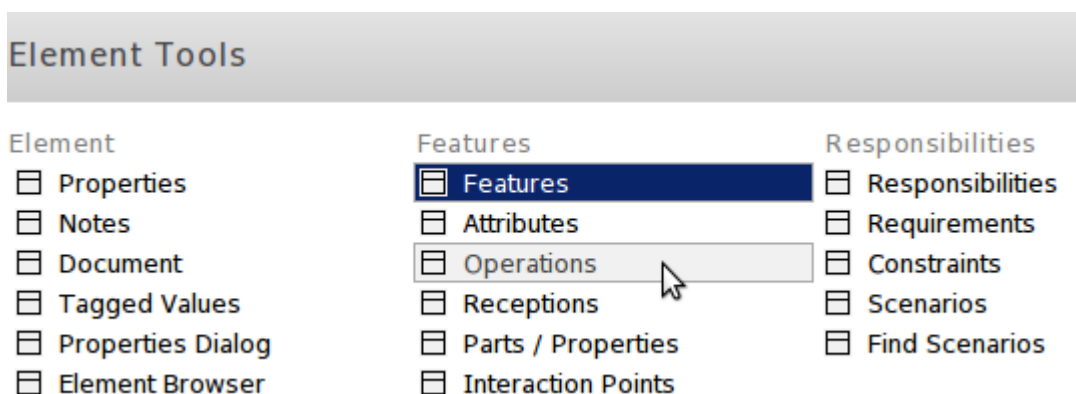 Element Tools
Element
Properties
Notes
Document
Tagged Values
Properties Dialog
Element Browser
Features
Features
Attributes
Operations
Receptions
Parts / Properties
Interaction Points
Responsibilities
Responsibilities
Requirements
Constraints
Scenarios
Find Scenarios